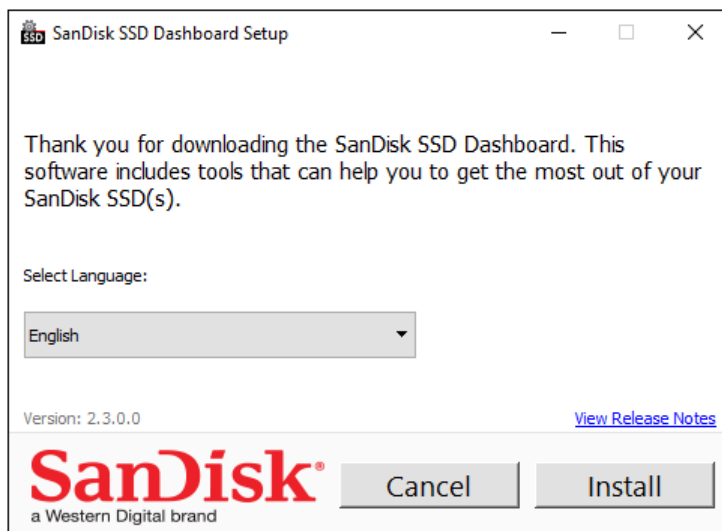 SSD
SanDisk SSD Dashboard Setup
Thank you for downloading the SanDisk SSD Dashboard. This
software includes tools that can help you to get the most out of your
SanDisk SSD(s).
Select Language:
English
Version: 2.3.0.0
View Release Notes
SanDisk®
a Western Digital brand
Cancel
Install